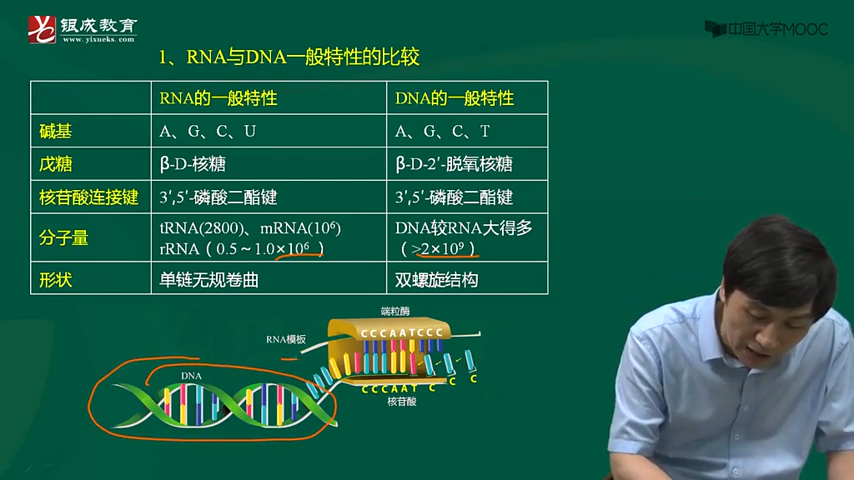 银成教育
www.yixueks.com
中国大学MOOC
1、RNA与DNA一般特性的比较
RNA的一般特性
DNA的一般特性
碱基
A、G、C、U
A、G、C、T
戊糖
β-D-核糖
β-D-2′-脱氧核糖
核苷酸连接键
3′,5′-磷酸二酯键
3′,5′-磷酸二酯键
分子量
tRNA(2800)、mRNA(10⁶)
rRNA（0.5～1.0×10⁶ ）
DNA较RNA大得多
（>2×10⁹ ）
形状
单链无规卷曲
双螺旋结构
端粒酶
CCCAATCCC
RNA模板
DNA
CCCAAT C C C
核苷酸